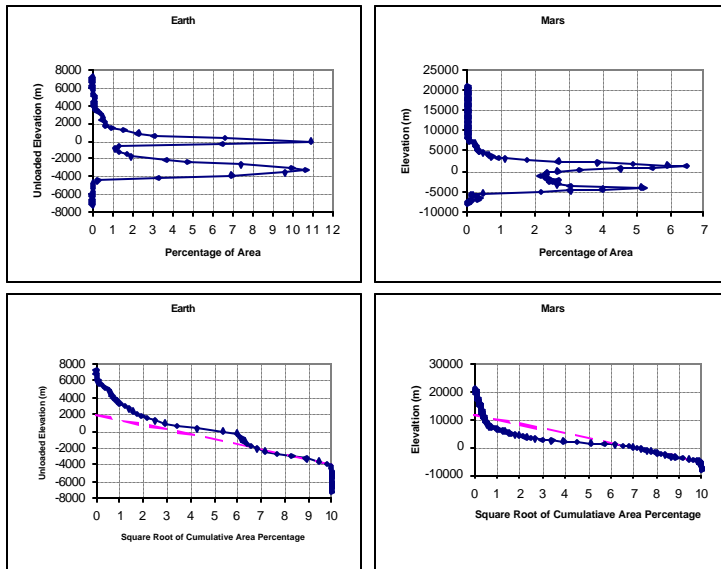 Earth
Unloaded Elevation (m)
8000
6000
4000
2000
0
-2000
-4000
-6000
-8000
0 1 2 3 4 5 6 7 8 9 10 11 12
Percentage of Area
Mars
Elevation (m)
25000
20000
15000
10000
5000
0
-5000
-10000
0 1 2 3 4 5 6 7
Percentage of Area
Earth
Unloaded Elevation (m)
8000
6000
4000
2000
0
-2000
-4000
-6000
-8000
0 1 2 3 4 5 6 7 8 9 10
Square Root of Cumulative Area Percentage
Mars
Elevation (m)
30000
20000
10000
0
-10000
0 1 2 3 4 5 6 7 8 9 10
Square Root of Cumulatiave Area Percentage